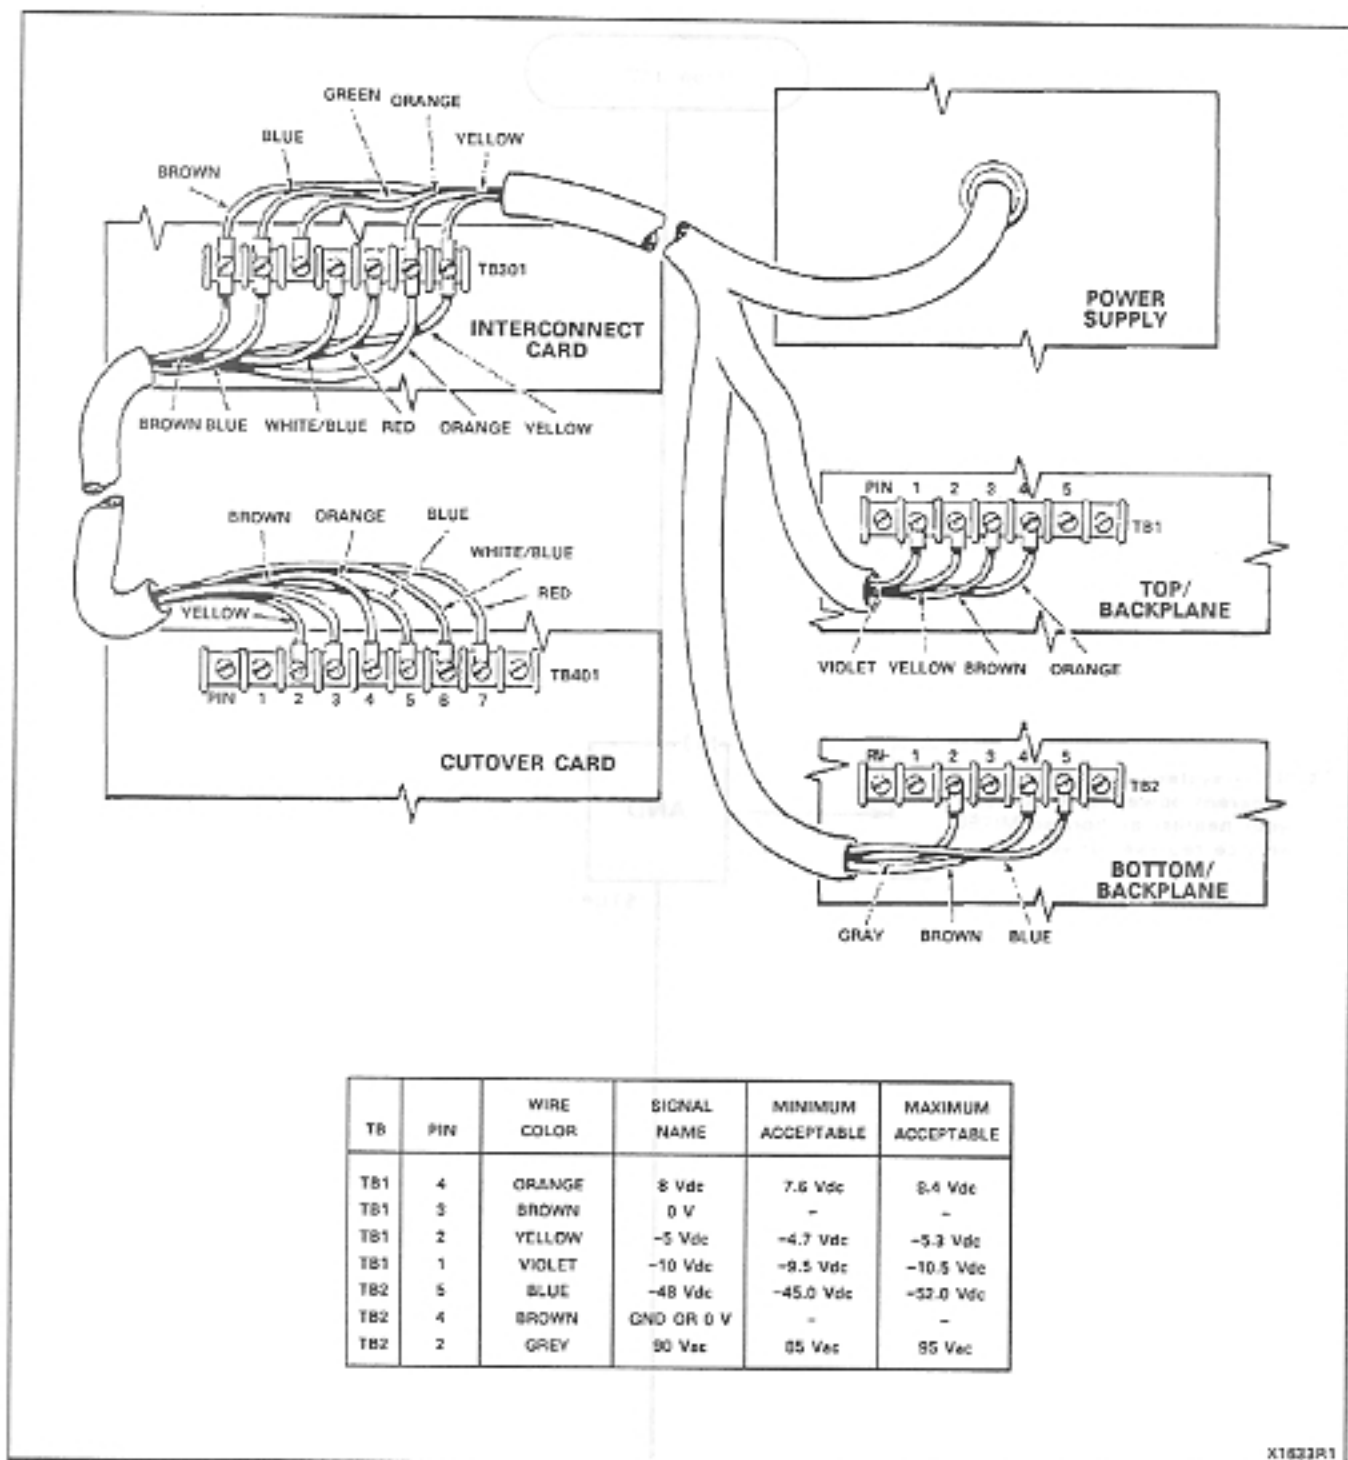 GREEN ORANGE
BLUE YELLOW
BROWN
TB301
INTERCONNECT
CARD
BROWN BLUE WHITE/BLUE RED ORANGE YELLOW
POWER
SUPPLY
PIN 1 2 3 4 5
TB1
TOP/
BACKPLANE
VIOLET YELLOW BROWN ORANGE
BROWN ORANGE BLUE
WHITE/BLUE
RED
YELLOW
TB401
PIN 1 2 3 4 5 6 7
CUTOVER CARD
1 2 3 4 5
TB2
BOTTOM/
BACKPLANE
GRAY BROWN BLUE
AND
TB PIN WIRE COLOR SIGNAL NAME MINIMUM ACCEPTABLE MAXIMUM ACCEPTABLE
TB1 4 ORANGE 8 Vdc 7.6 Vdc 8.4 Vdc
TB1 3 BROWN 0 V - -
TB1 2 YELLOW -5 Vdc -4.7 Vdc -5.3 Vdc
TB1 1 VIOLET -10 Vdc -9.5 Vdc -10.5 Vdc
TB2 5 BLUE -48 Vdc -45.0 Vdc -52.0 Vdc
TB2 4 BROWN GND OR 0 V - -
TB2 2 GREY 90 Vac 85 Vac 95 Vac
X1633R1